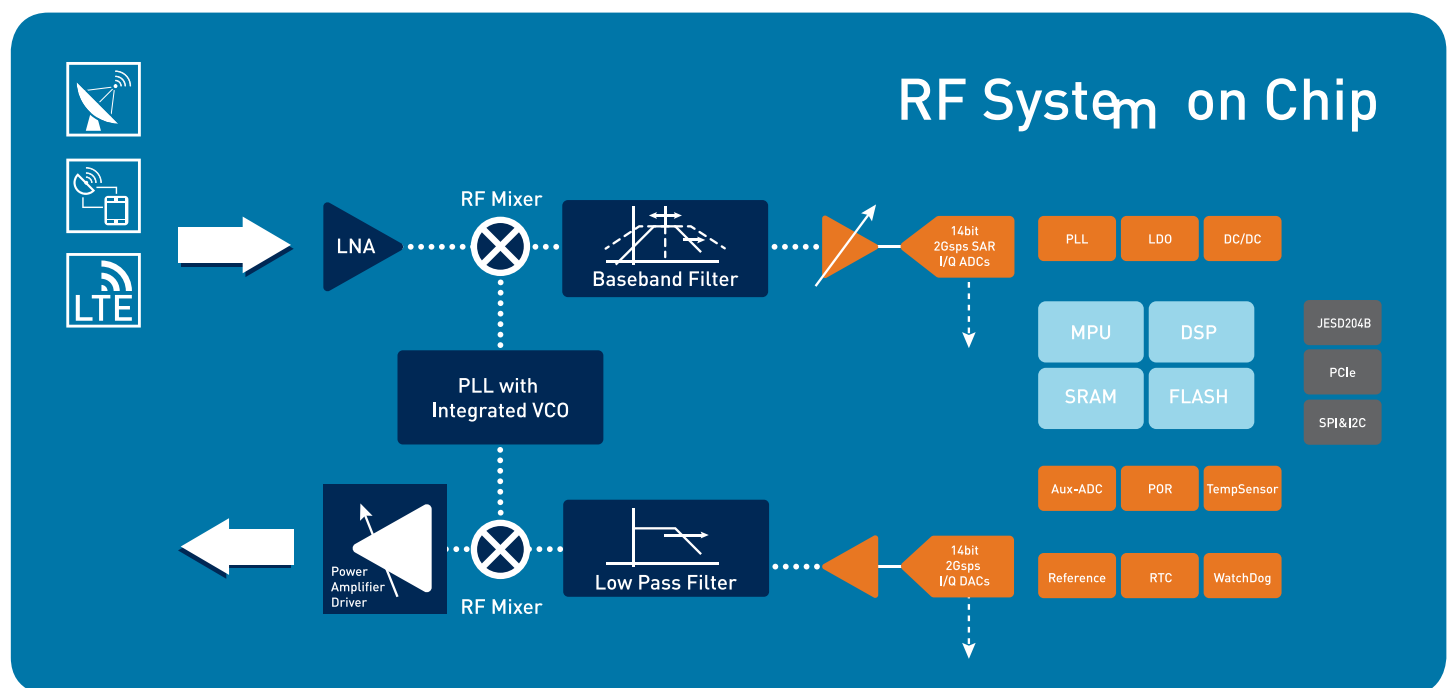 RF System on Chip
LTE
LNA
RF Mixer
Baseband Filter
14bit
2Gsps SAR
I/Q ADCs
PLL
LDO
DC/DC
MPU
DSP
SRAM
FLASH
JESD204B
PCIe
SPI&I2C
PLL with
Integrated VCO
Power
Amplifier
Driver
RF Mixer
Low Pass Filter
14bit
2Gsps
I/Q DACs
Aux-ADC
POR
TempSensor
Reference
RTC
WatchDog